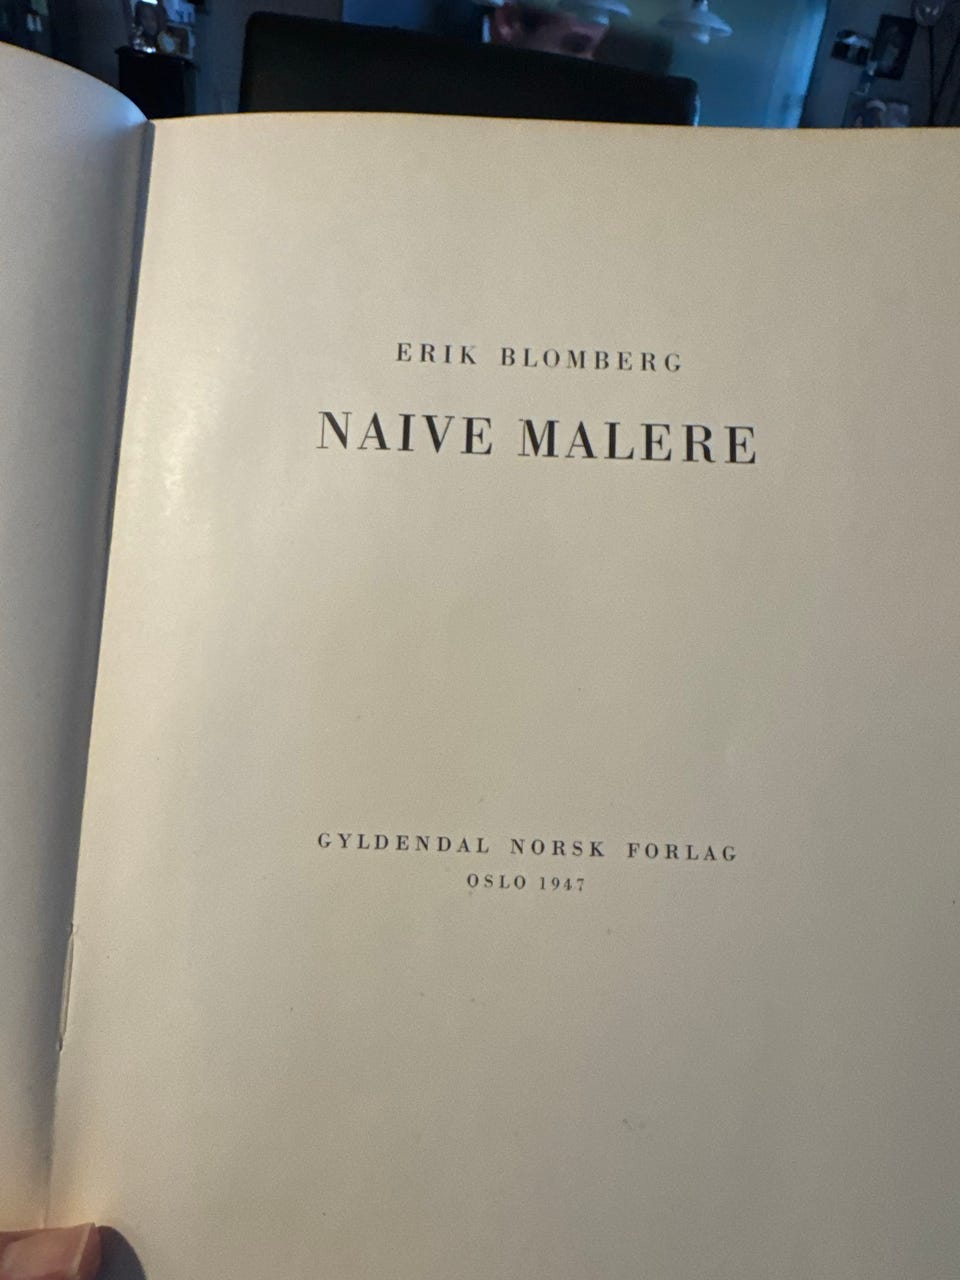 ERIK BLOMBERG
NAIVE MALERE
GYLDENDAL NORSK FORLAG
OSLO 1947